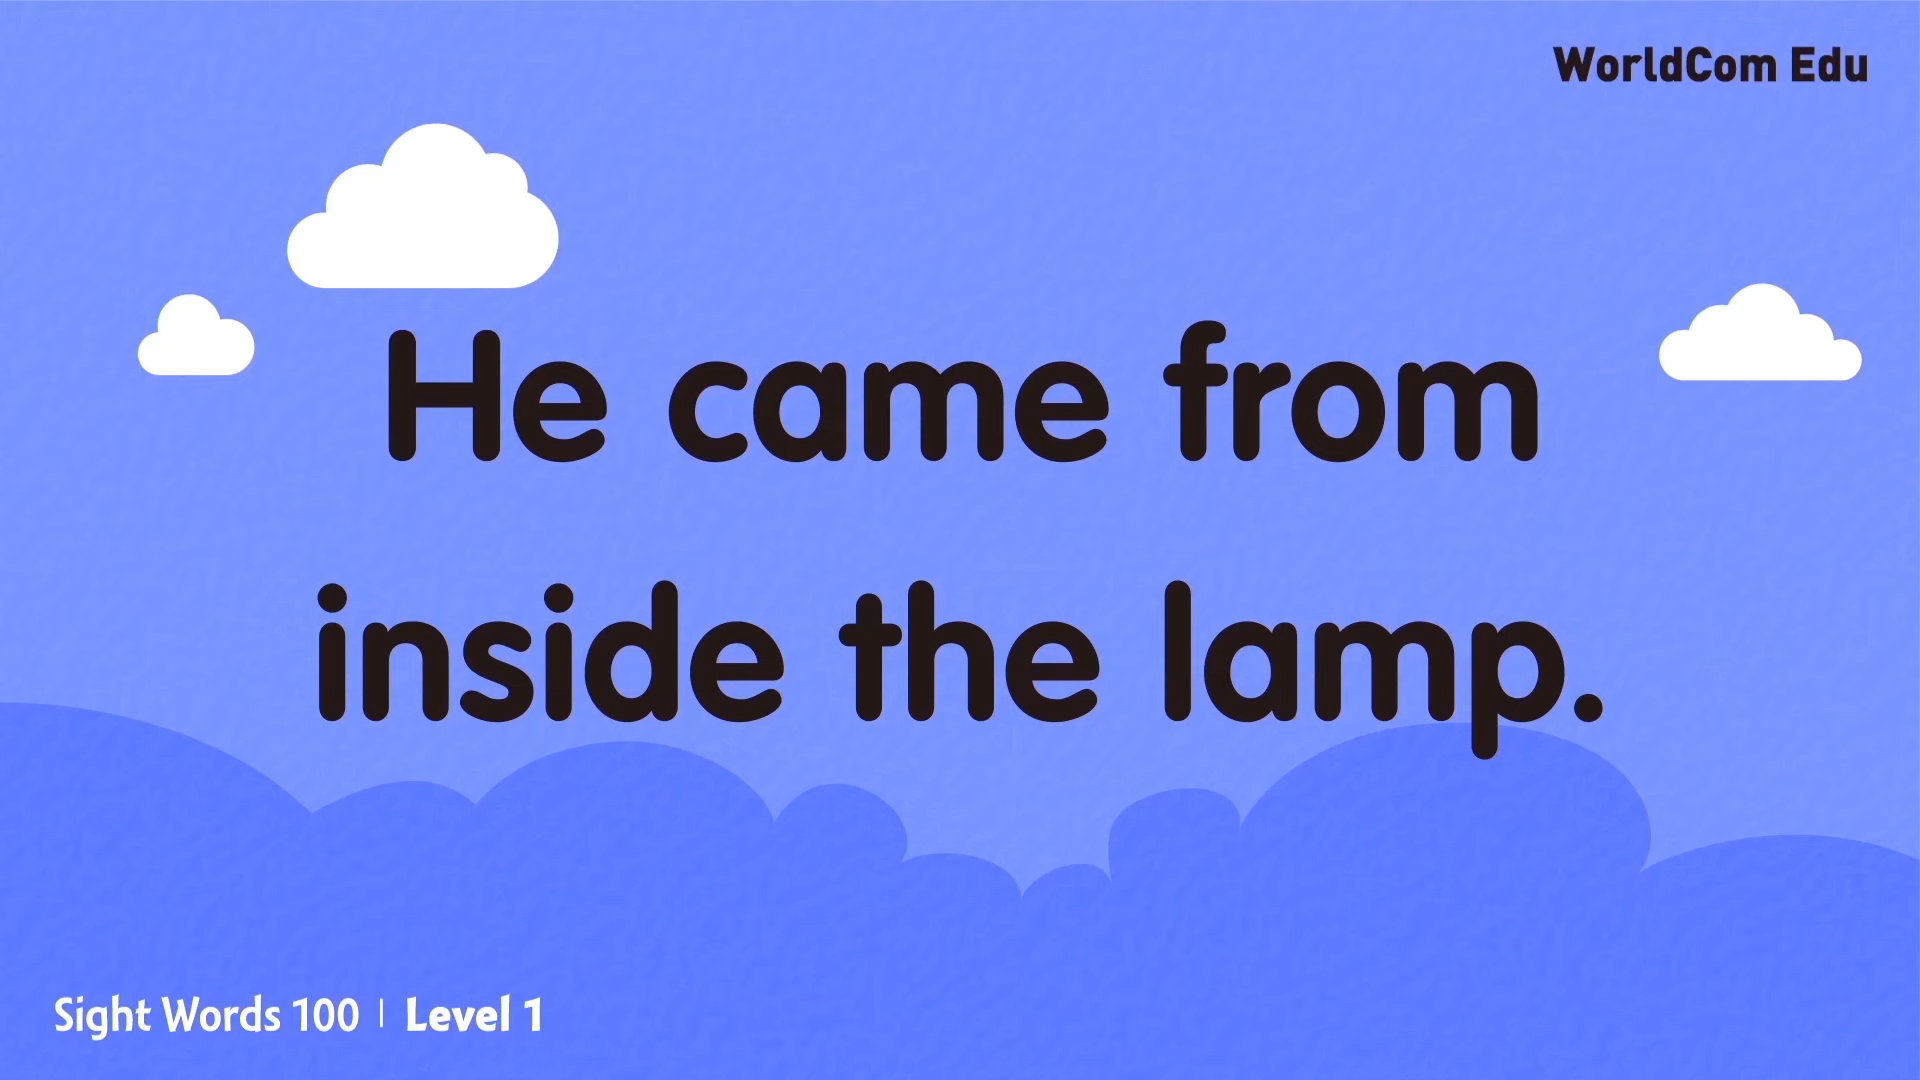 WorldCom Edu
He came from
inside the lamp.
Sight Words 100 | Level 1